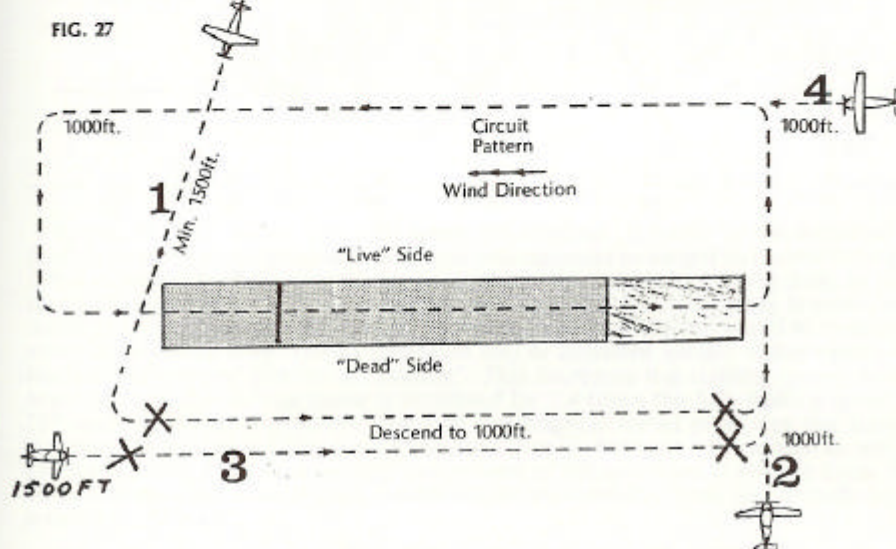 FIG. 27
4
1000ft.
1000ft.
Circuit
Pattern
Wind Direction
1
Min. 1500ft.
"Live" Side
"Dead" Side
Descend to 1000ft.
1000ft.
3
2
1500FT